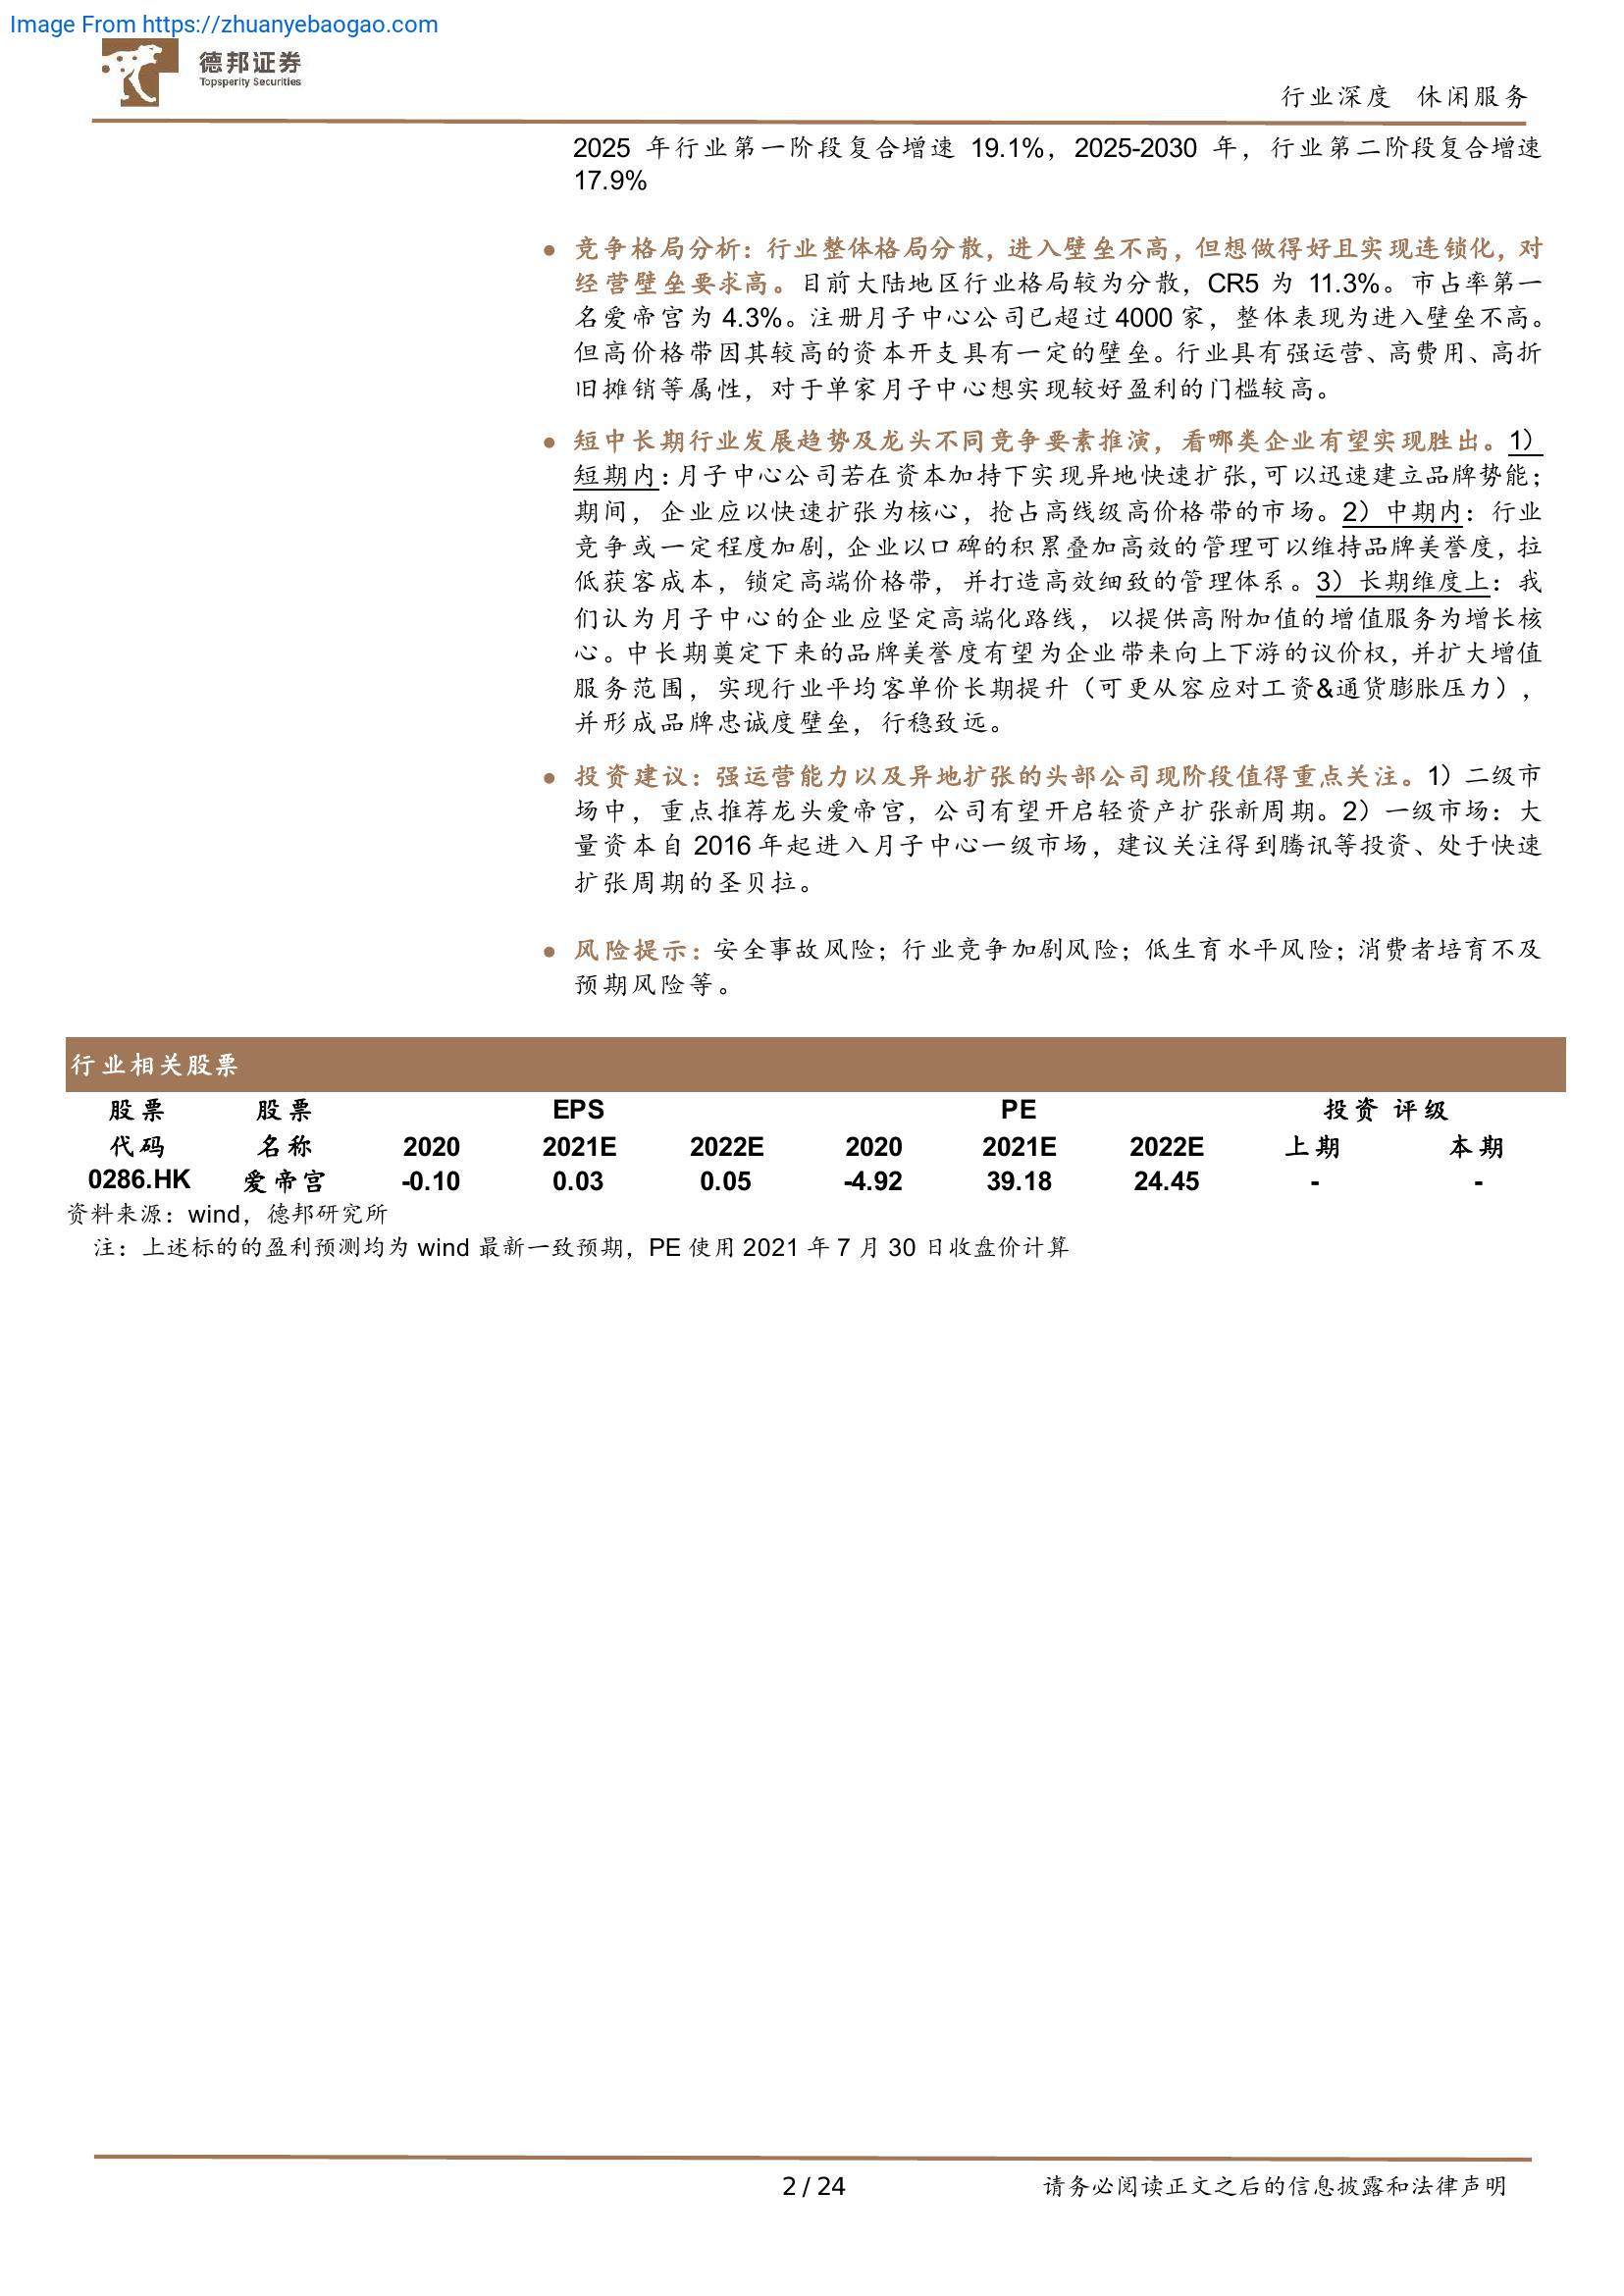 Image From https://zhuanyebaogao.com
德邦证券
Topsperity Securities
行业深度 休闲服务
2025 年行业第一阶段复合增速 19.1%，2025-2030 年，行业第二阶段复合增速
17.9%
● 竞争格局分析：行业整体格局分散，进入壁垒不高，但想做得好且实现连锁化，对
经营壁垒要求高。目前大陆地区行业格局较为分散，CR5 为 11.3%。市占率第一
名爱帝宫为 4.3%。注册月子中心公司已超过 4000 家，整体表现为进入壁垒不高。
但高价格带因其较高的资本开支具有一定的壁垒。行业具有强运营、高费用、高折
旧摊销等属性，对于单家月子中心想实现较好盈利的门槛较高。
● 短中长期行业发展趋势及龙头不同竞争要素推演，看哪类企业有望实现胜出。1）
短期内：月子中心公司若在资本加持下实现异地快速扩张，可以迅速建立品牌势能；
期间，企业应以快速扩张为核心，抢占高线级高价格带的市场。2）中期内：行业
竞争或一定程度加剧，企业以口碑的积累叠加高效的管理可以维持品牌美誉度，拉
低获客成本，锁定高端价格带，并打造高效细致的管理体系。3）长期维度上：我
们认为月子中心的企业应坚定高端化路线，以提供高附加值的增值服务为增长核
心。中长期奠定下来的品牌美誉度有望为企业带来向上下游的议价权，并扩大增值
服务范围，实现行业平均客单价长期提升（可更从容应对工资&通货膨胀压力），
并形成品牌忠诚度壁垒，行稳致远。
● 投资建议：强运营能力以及异地扩张的头部公司现阶段值得重点关注。1）二级市
场中，重点推荐龙头爱帝宫，公司有望开启轻资产扩张新周期。2）一级市场：大
量资本自 2016 年起进入月子中心一级市场，建议关注得到腾讯等投资、处于快速
扩张周期的圣贝拉。
● 风险提示：安全事故风险；行业竞争加剧风险；低生育水平风险；消费者培育不及
预期风险等。
行业相关股票
股票 股票 EPS PE 投资 评级
代码 名称 2020 2021E 2022E 2020 2021E 2022E 上期 本期
0286.HK 爱帝宫 -0.10 0.03 0.05 -4.92 39.18 24.45 - -
资料来源：wind，德邦研究所
注：上述标的的盈利预测均为 wind 最新一致预期，PE 使用 2021 年 7 月 30 日收盘价计算
2 / 24 请务必阅读正文之后的信息披露和法律声明